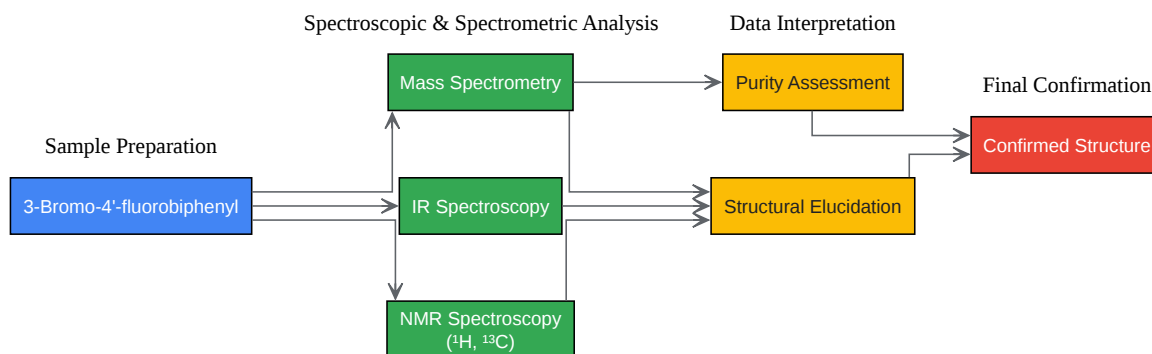 Spectroscopic & Spectrometric Analysis
Data Interpretation
Mass Spectrometry
Purity Assessment
Final Confirmation
Sample Preparation
Confirmed Structure
3-Bromo-4'-fluorobiphenyl
IR Spectroscopy
Structural Elucidation
NMR Spectroscopy
(¹H, ¹³C)